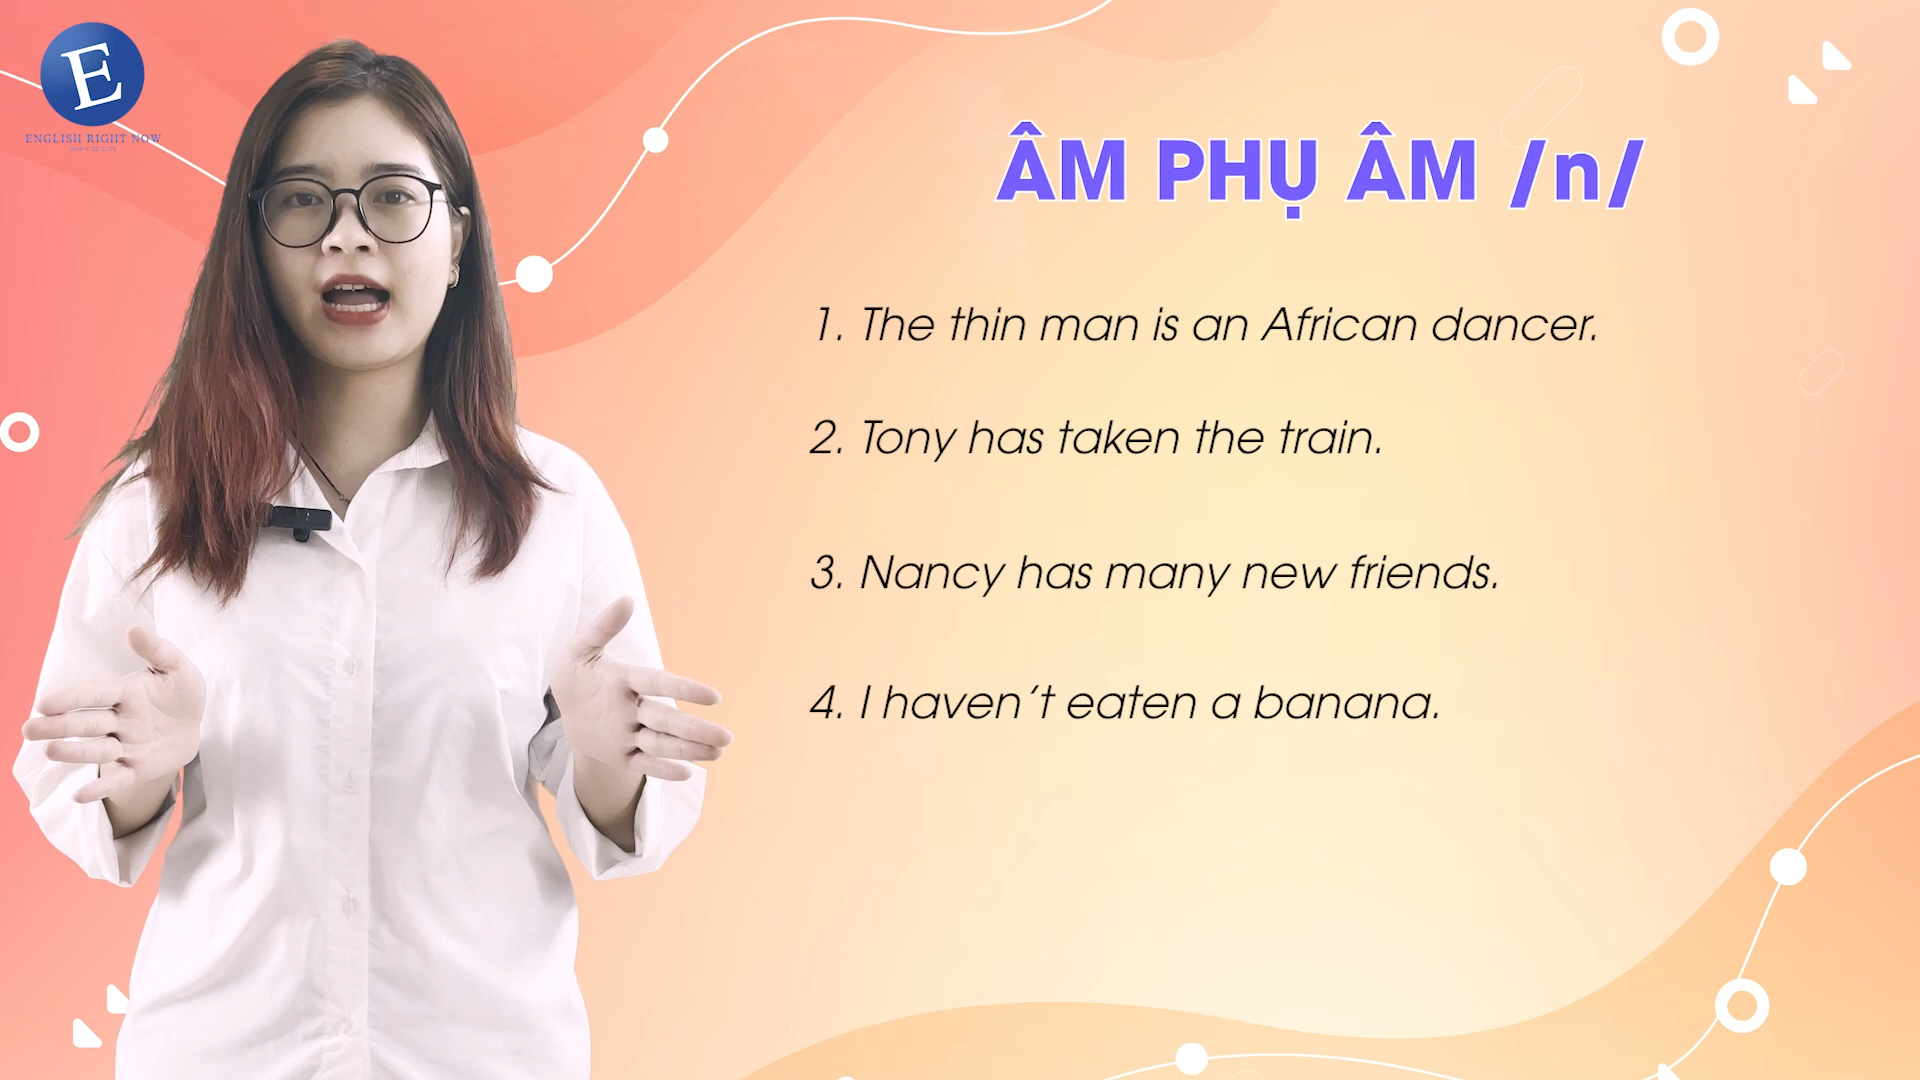 E
ENGLISH RIGHT NOW
ÂM PHỤ ÂM /n/
1. The thin man is an African dancer.
2. Tony has taken the train.
3. Nancy has many new friends.
4. I haven't eaten a banana.